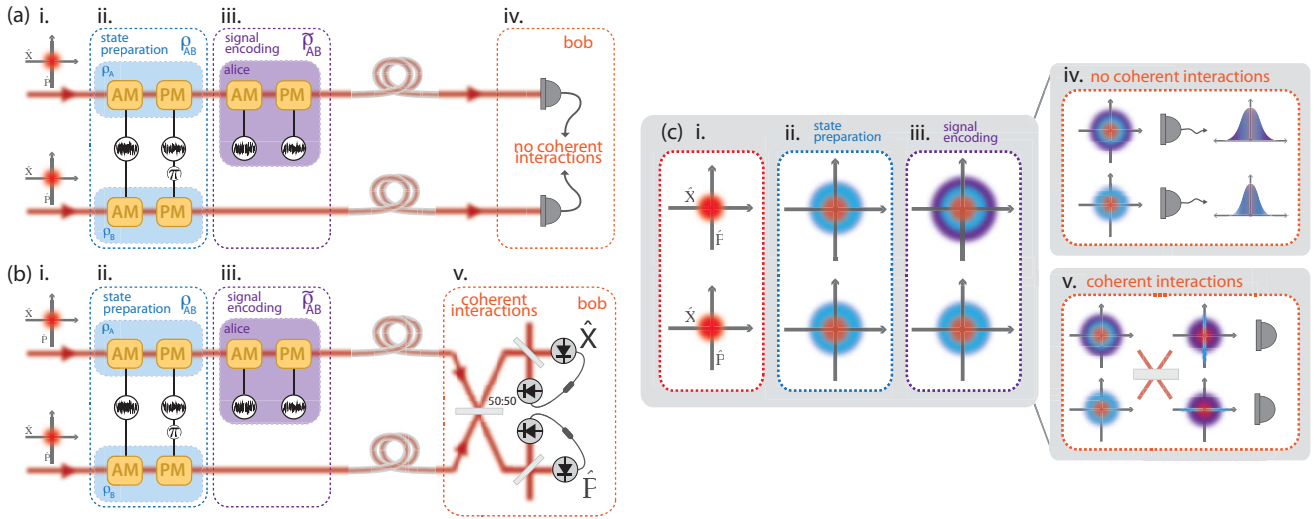 (a) i. ii. iii. iv.
state preparation ρAB
signal encoding ρ̃AB
bob
X̂
P̂
ρA
alice
AM PM AM PM
no coherent interactions
X̂
P̂
π
AM PM
ρB
(b) i. ii. iii. v.
state preparation ρAB
signal encoding ρ̃AB
coherent interactions
bob
X̂
P̂
ρA
alice
AM PM AM PM
X̂
50:50
X̂
P̂
π
AM PM
ρB
P̂
(c) i. ii. iii.
state preparation
signal encoding
X̂
P̂
X̂
P̂
iv. no coherent interactions
v. coherent interactions